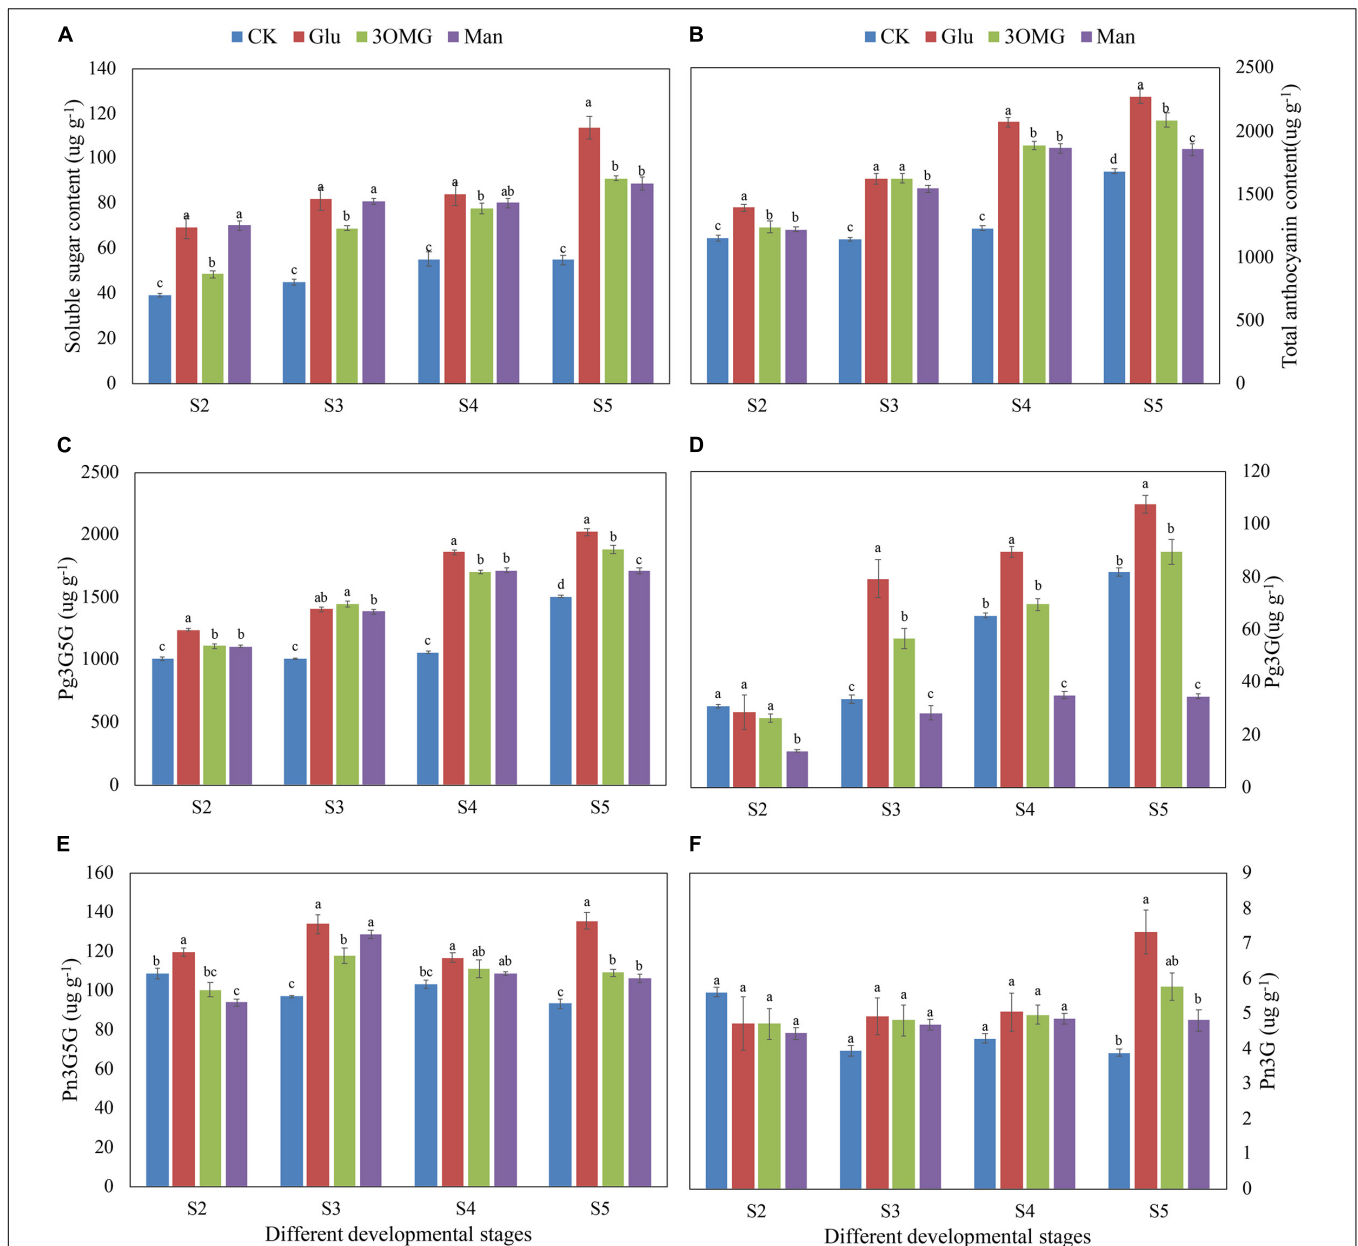 A
CK Glu 3OMG Man
Soluble sugar content (ug g-1)
140
120
100
80
60
40
20
0
c a b a
c a b a
c a b ab
c a b b
S2 S3 S4 S5
B
CK Glu 3OMG Man
Total anthocyanin content(ug g-1)
2500
2000
1500
1000
500
0
c a b b
c a a b
c a b b
d a b c
S2 S3 S4 S5
C
Pg3G5G (ug g-1)
2500
2000
1500
1000
500
0
c a b b
c ab a b
c a b b
d a b c
S2 S3 S4 S5
D
Pg3G(ug g-1)
120
100
80
60
40
20
0
a a a b
c a b c
b a b c
b a b c
S2 S3 S4 S5
E
Pn3G5G (ug g-1)
160
140
120
100
80
60
40
20
0
b a bc c
c a b a
bc a ab ab
c a b b
S2 S3 S4 S5
Different developmental stages
F
Pn3G (ug g-1)
9
8
7
6
5
4
3
2
1
0
a a a a
a a a a
a a a a
b a ab b
S2 S3 S4 S5
Different developmental stages